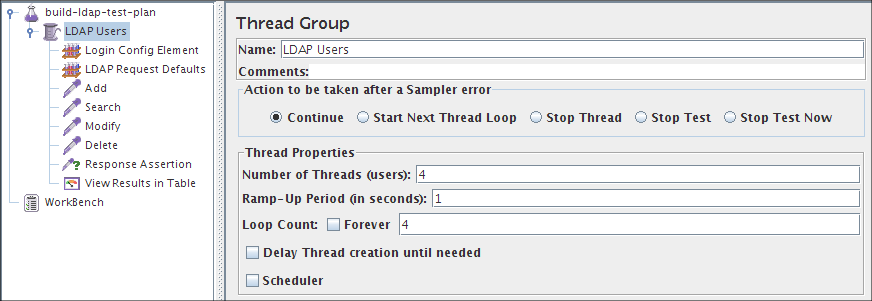 build-ldap-test-plan
LDAP Users
Login Config Element
LDAP Request Defaults
Add
Search
Modify
Delete
Response Assertion
View Results in Table
WorkBench
Thread Group
Name: LDAP Users
Comments:
Action to be taken after a Sampler error
Continue Start Next Thread Loop Stop Thread Stop Test Stop Test Now
Thread Properties
Number of Threads (users): 4
Ramp-Up Period (in seconds): 1
Loop Count: Forever 4
Delay Thread creation until needed
Scheduler